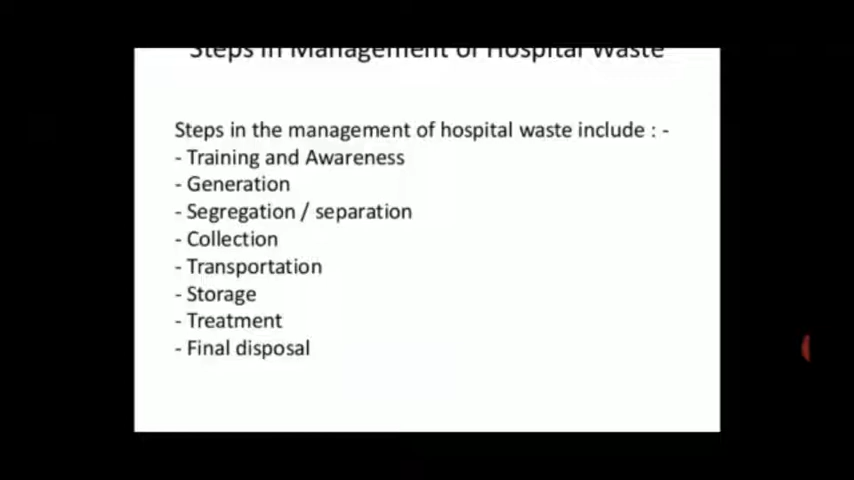 Steps in Management of Hospital Waste
Steps in the management of hospital waste include : -
- Training and Awareness
- Generation
- Segregation / separation
- Collection
- Transportation
- Storage
- Treatment
- Final disposal